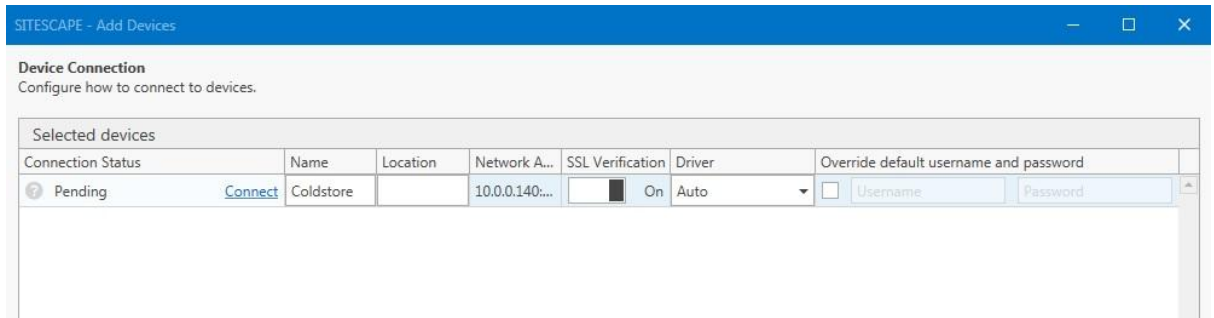 SITESCAPE - Add Devices
Device Connection
Configure how to connect to devices.
Selected devices
Connection Status Name Location Network A... SSL Verification Driver Override default username and password
? Pending Connect Coldstore 10.0.0.140:... On Auto Username Password